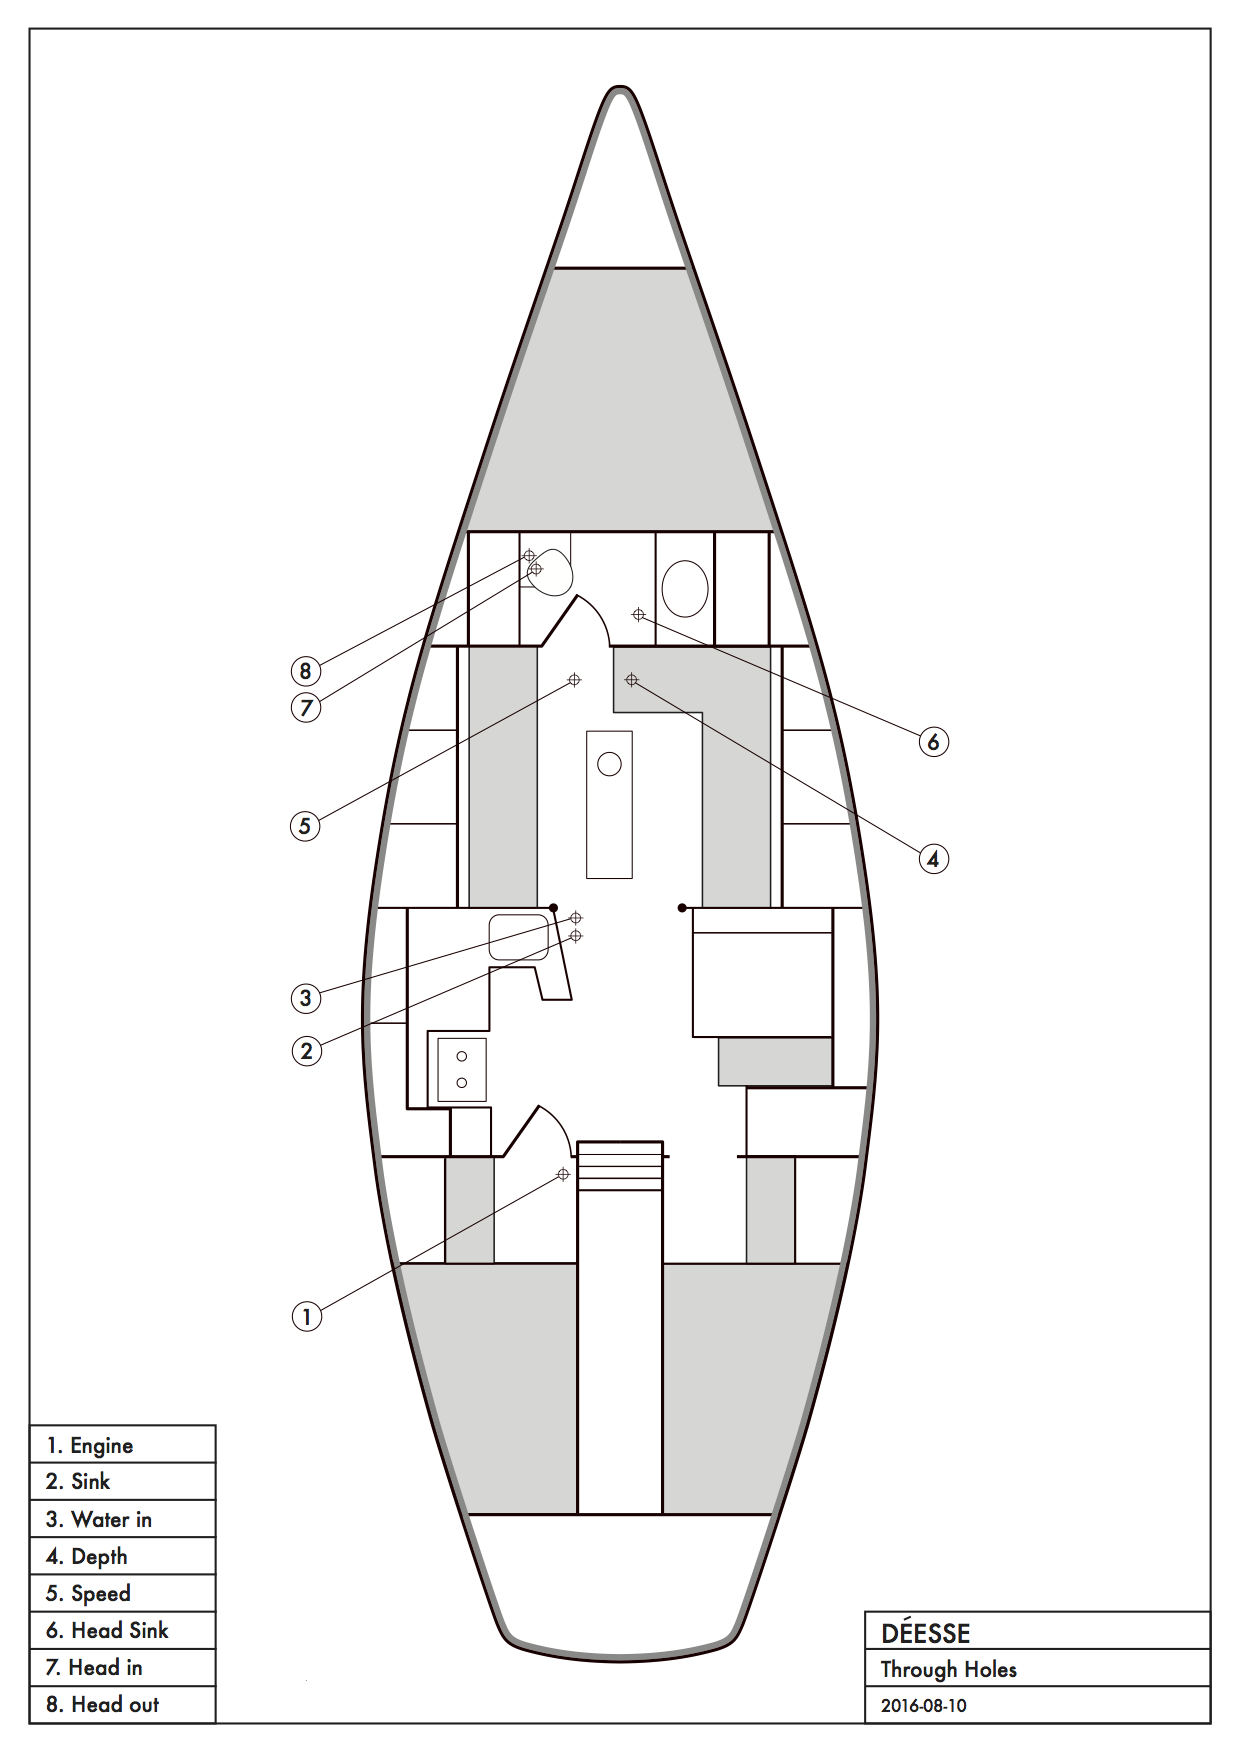 8
7
6
5
4
3
2
1
1. Engine
2. Sink
3. Water in
4. Depth
5. Speed
6. Head Sink
7. Head in
8. Head out
DÉESSE
Through Holes
2016-08-10